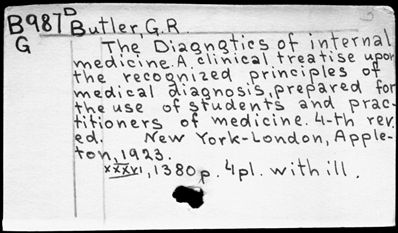 B987 D Butler, G.R.
G
The Diagnotics of internal
medicine. A. clinical treatise upon
the recognized principles of
medical diagnosis, prepared for
the use of students and prac-
titioners of medicine. 4-th rev.
ed. New York-London, Apple-
ton, 1923.
xxxvi, 1380 p. 4 pl. with ill.